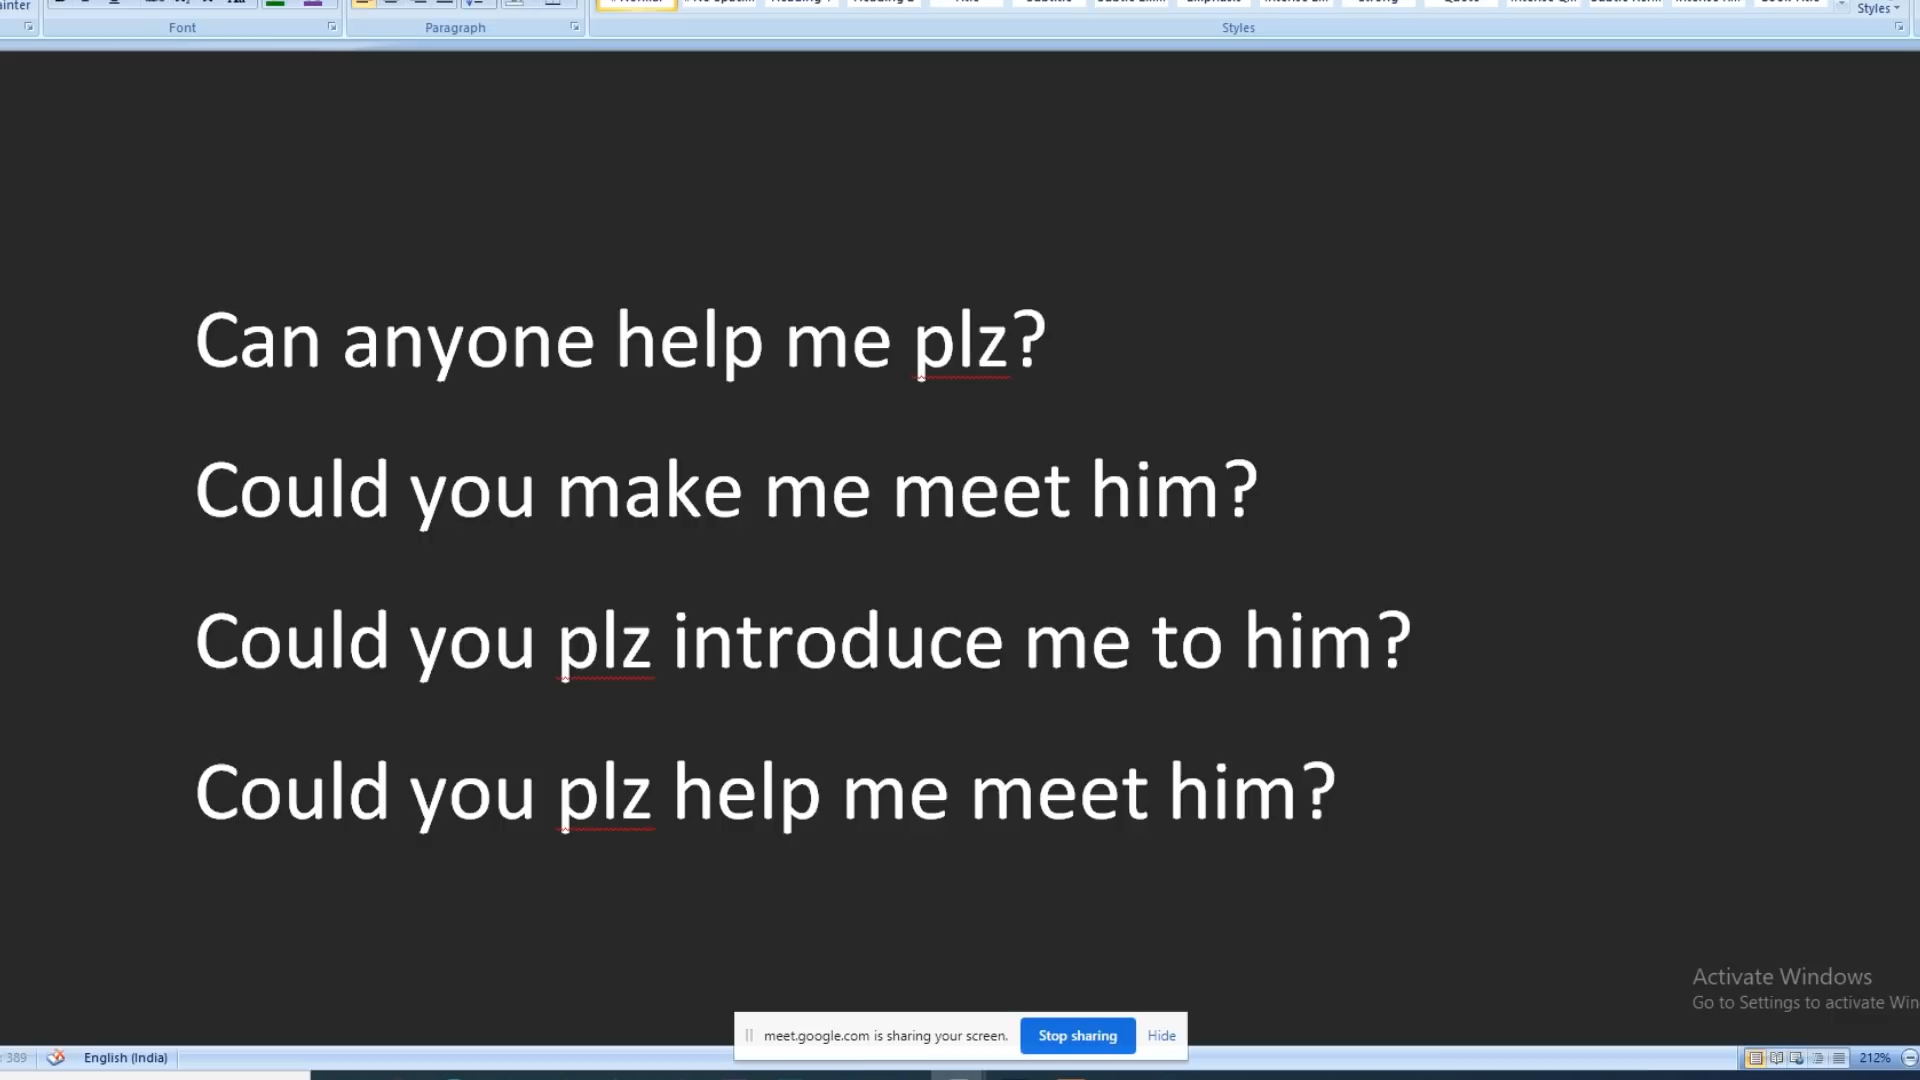 Font
Paragraph
Styles
Styles
Can anyone help me plz?
Could you make me meet him?
Could you plz introduce me to him?
Could you plz help me meet him?
Activate Windows
Go to Settings to activate Win
meet.google.com is sharing your screen. Stop sharing Hide
: 389 English (India) 212%